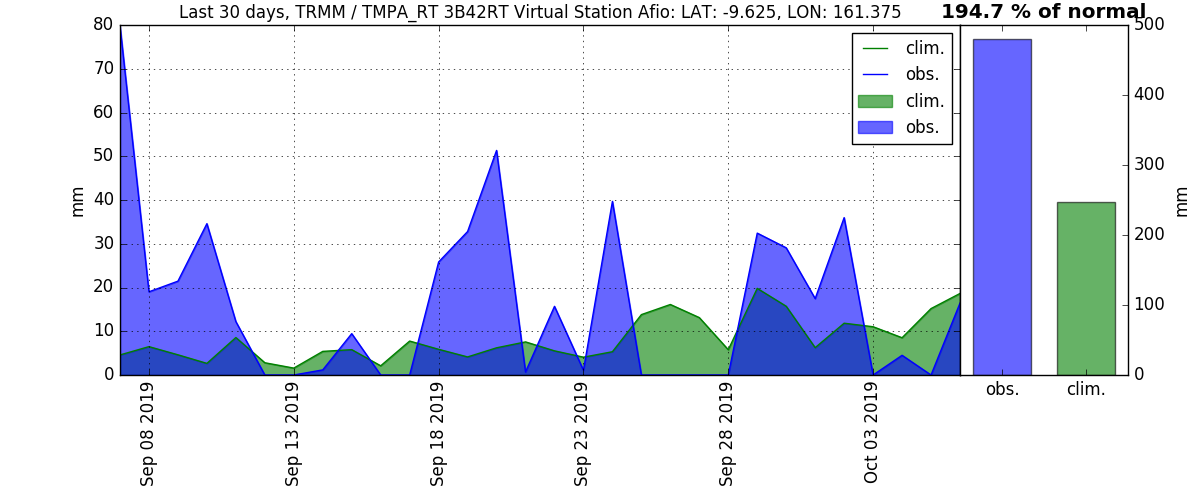 Last 30 days, TRMM / TMPA_RT 3B42RT Virtual Station Afio: LAT: -9.625, LON: 161.375
194.7 % of normal
80
70
60
50
40
30
20
10
0
mm
clim.
obs.
clim.
obs.
Sep 08 2019
Sep 13 2019
Sep 18 2019
Sep 23 2019
Sep 28 2019
Oct 03 2019
500
400
300
200
100
0
mm
obs.
clim.